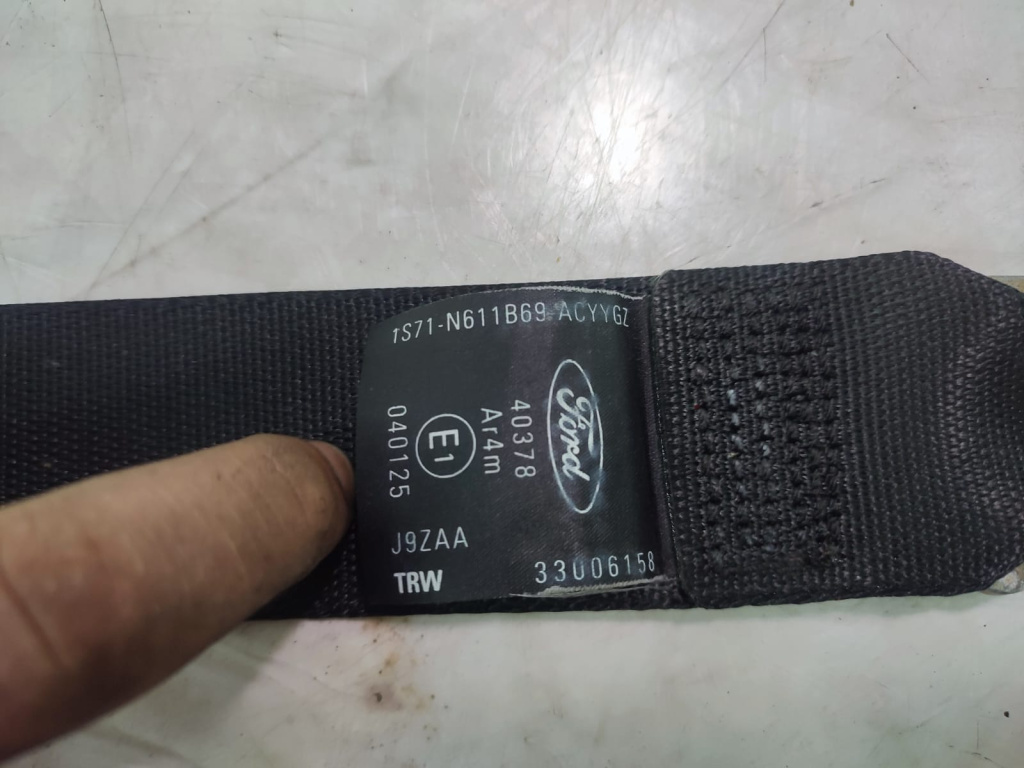 1S71-N611B69-ACYYGZ
Ford
40378
Ar4m
E1
040125
J9ZAA
TRW
33006158